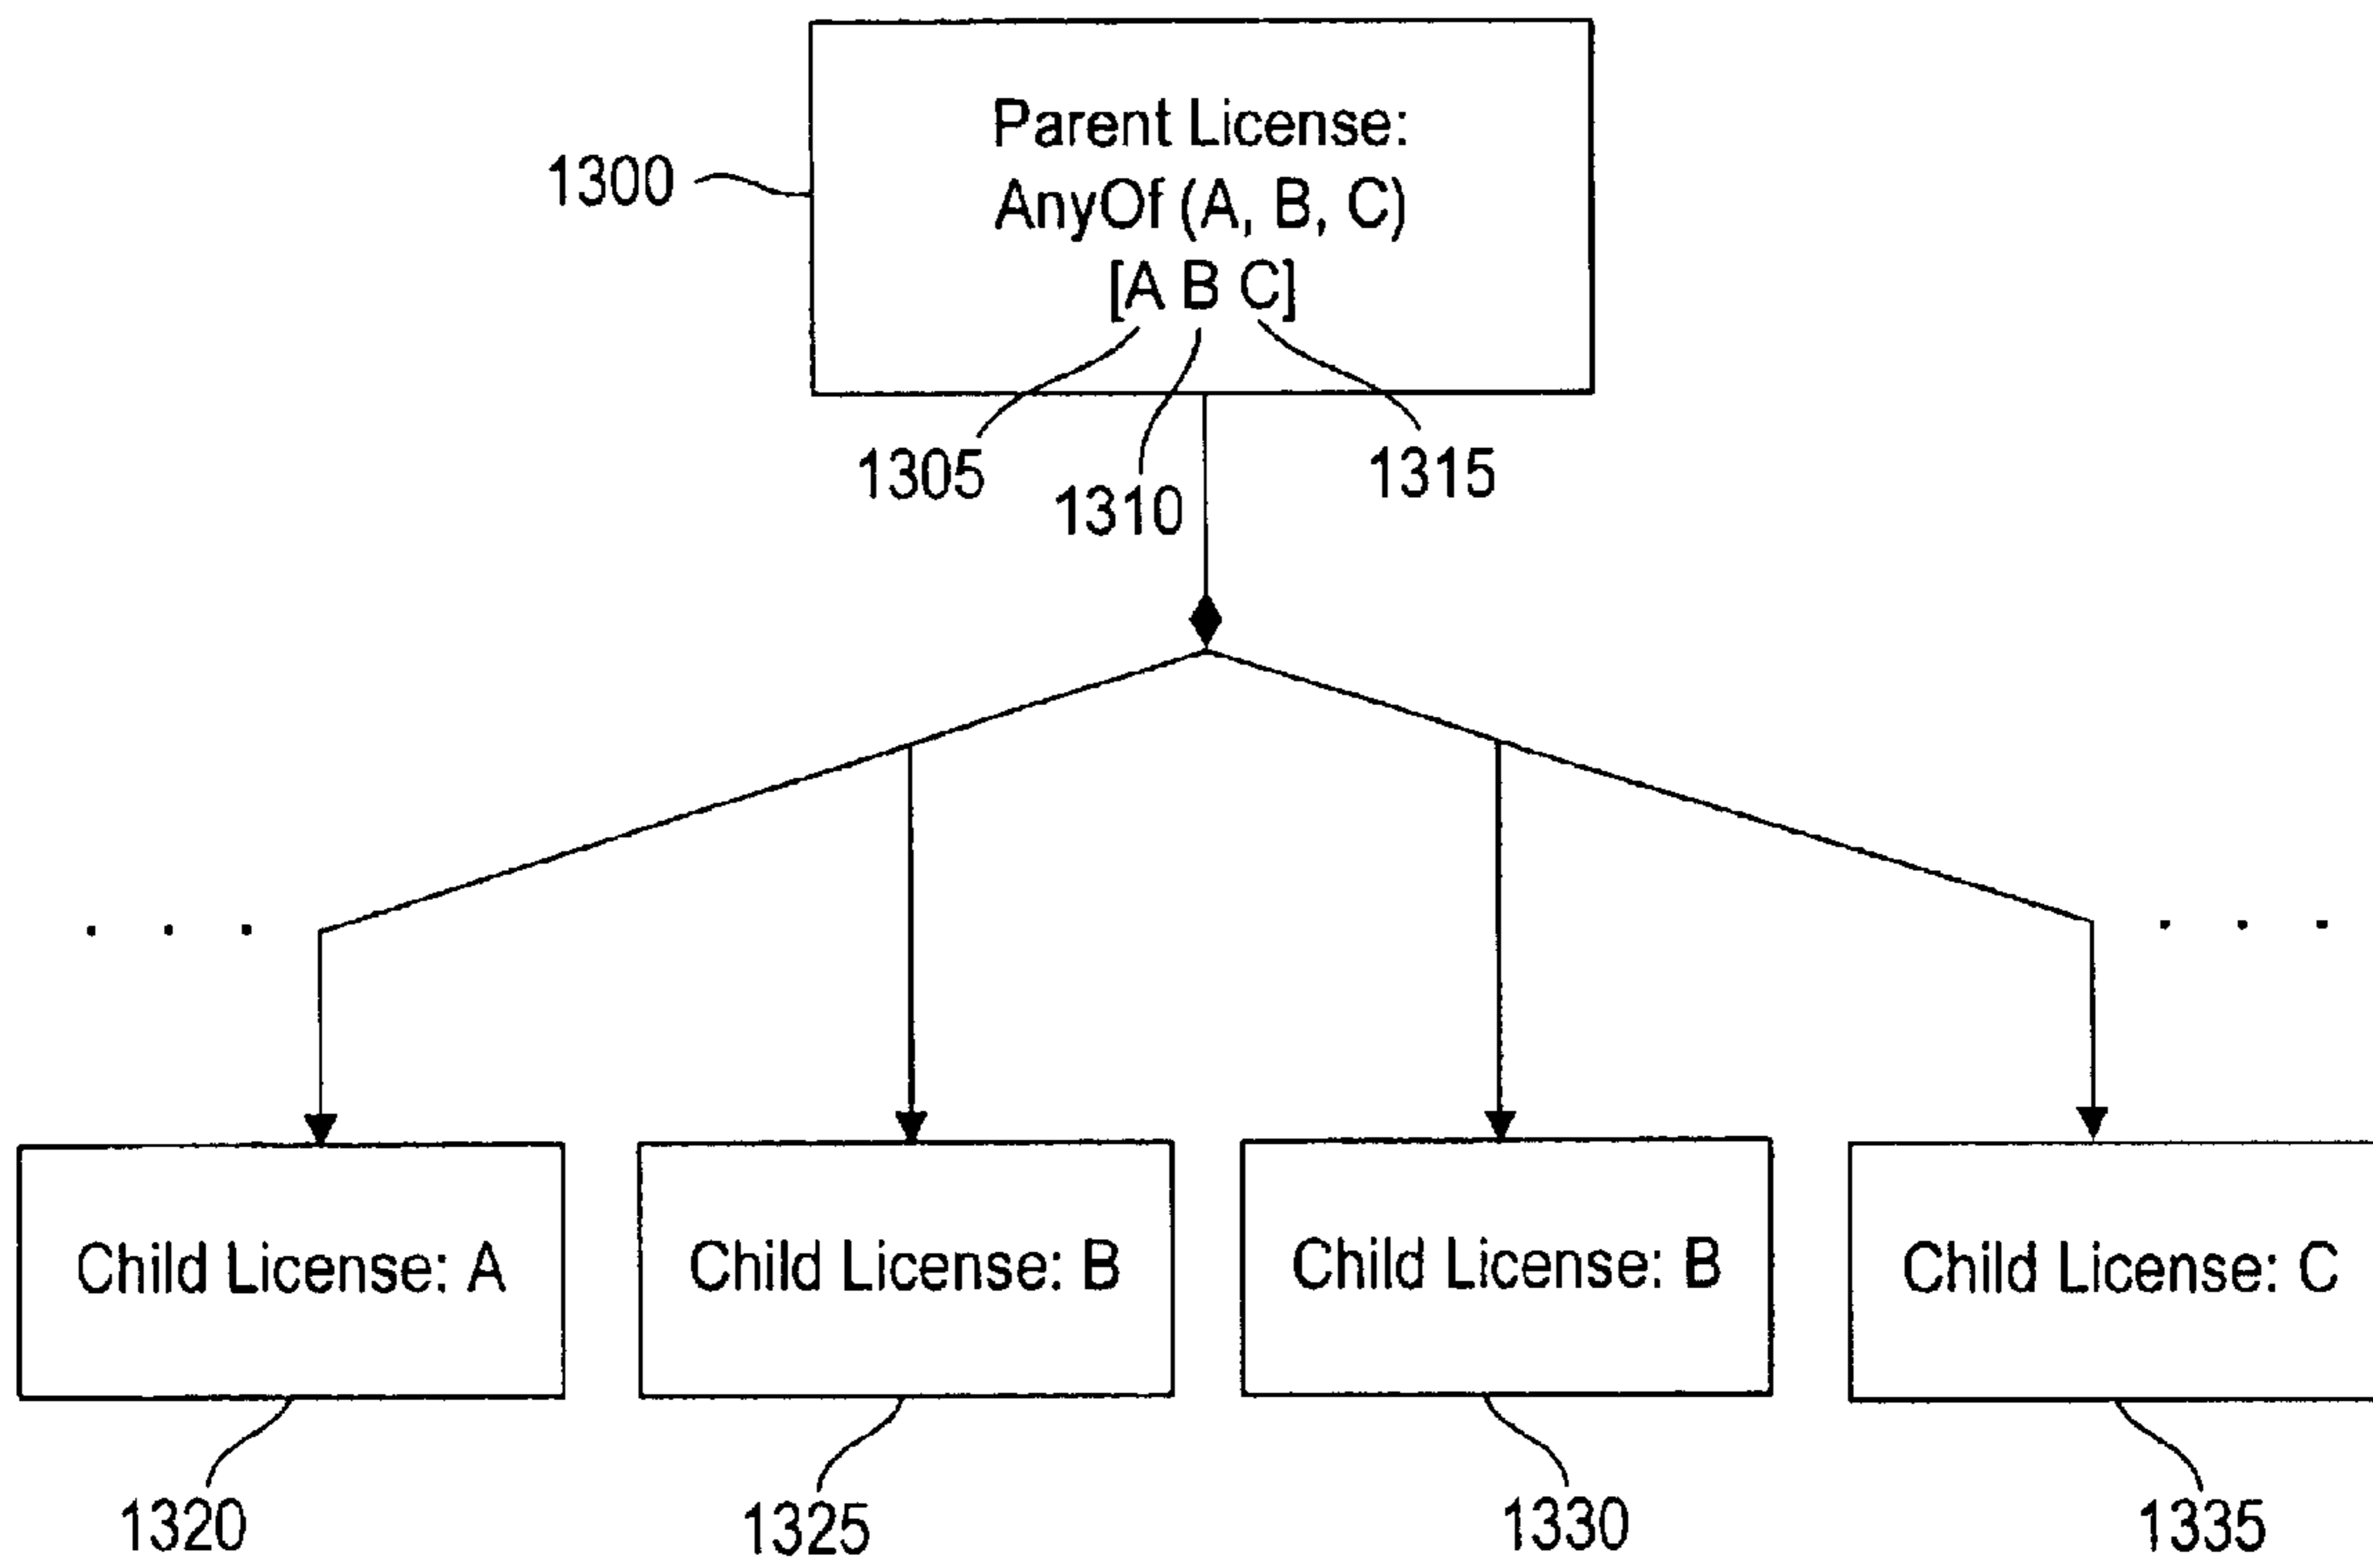 Parent License:
AnyOf (A, B, C)
[A B C]
1300
1305
1310
1315
. . .
. . .
Child License: A
Child License: B
Child License: B
Child License: C
1320
1325
1330
1335